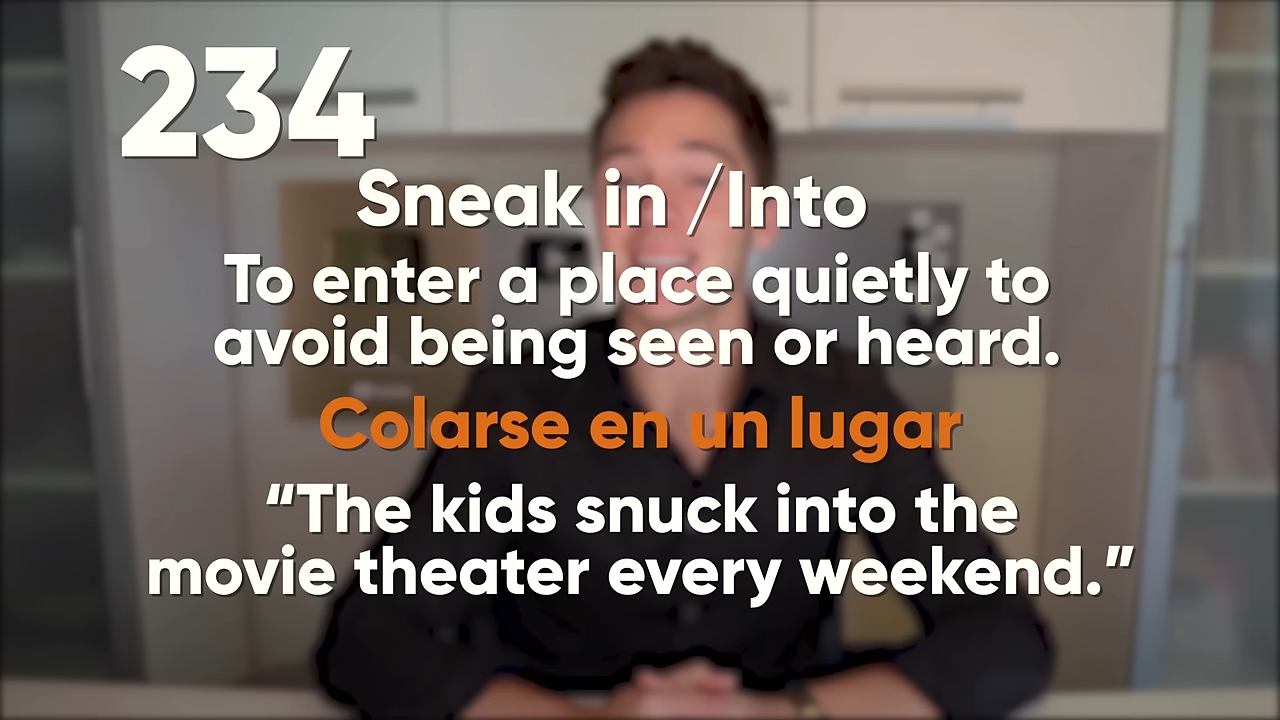 234
Sneak in /Into
To enter a place quietly to
avoid being seen or heard.
Colarse en un lugar
“The kids snuck into the
movie theater every weekend.”